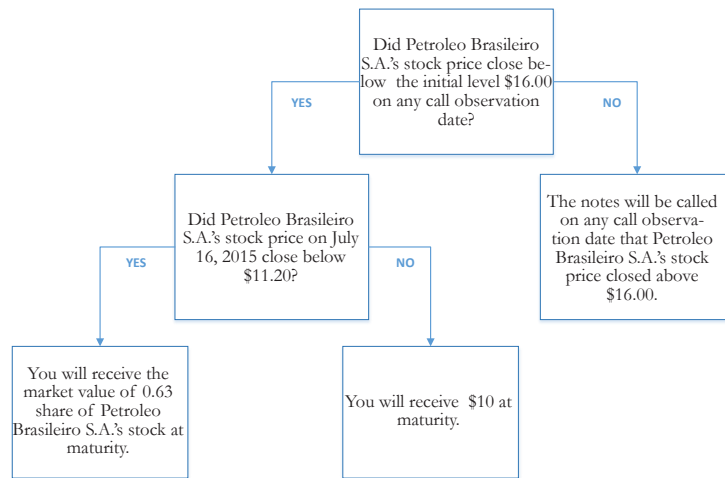 Did Petroleo Brasileiro
S.A.'s stock price close be-
low the initial level $16.00
on any call observation
date?
YES
NO
Did Petroleo Brasileiro
S.A.'s stock price on July
16, 2015 close below
$11.20?
The notes will be called
on any call observa-
tion date that Petroleo
Brasileiro S.A.'s stock
price closed above
$16.00.
YES
NO
You will receive the
market value of 0.63
share of Petroleo
Brasileiro S.A.'s stock at
maturity.
You will receive $10 at
maturity.